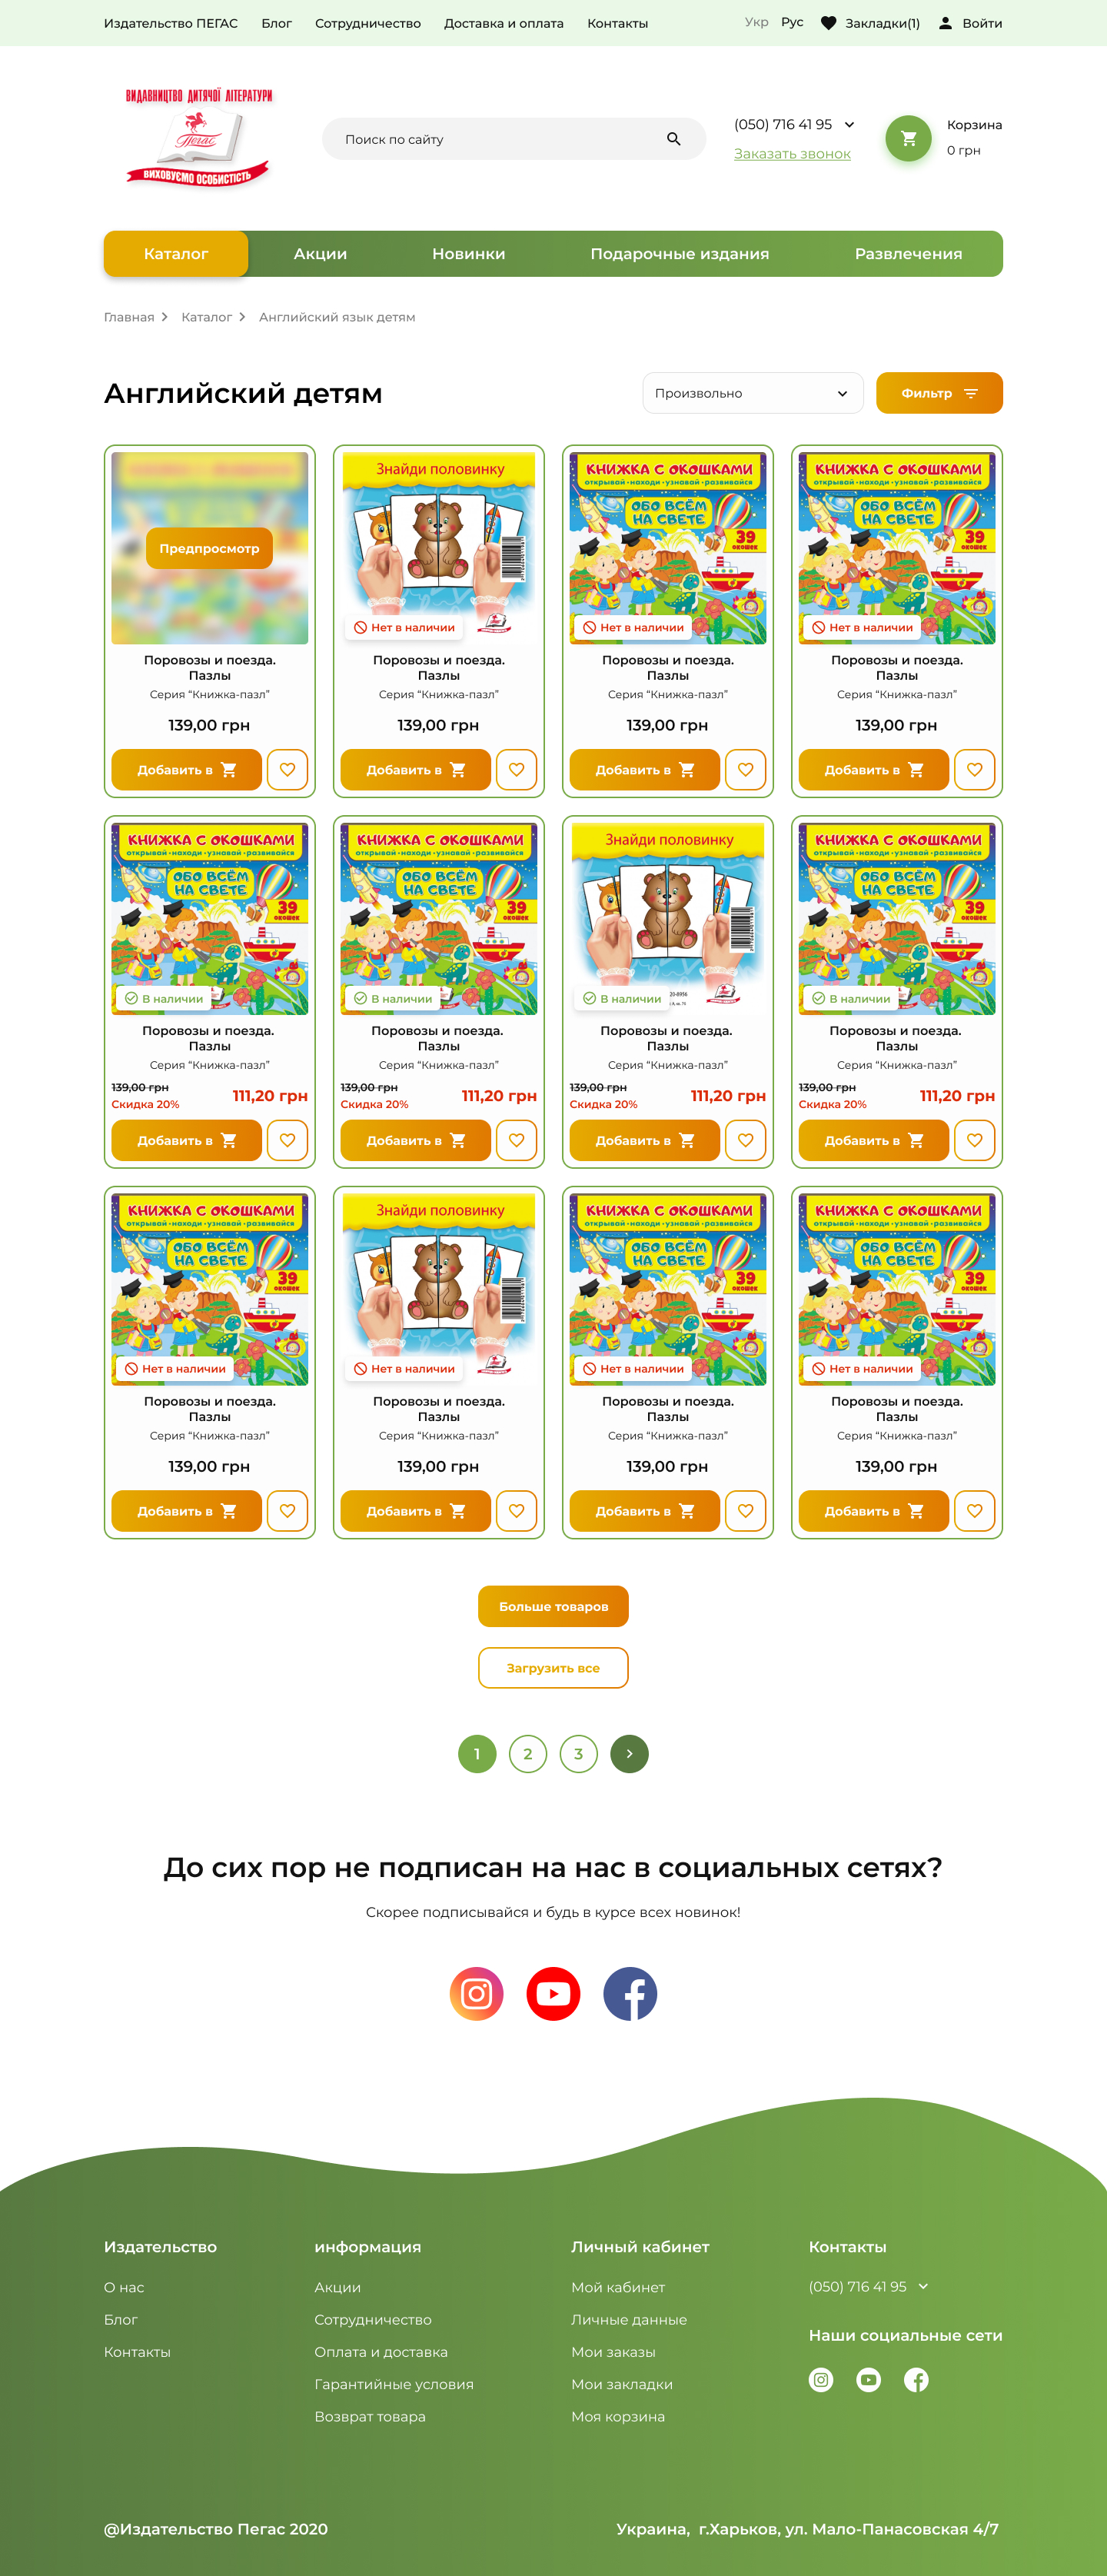 Издательство ПЕГАС Блог Сотрудничество Доставка и оплата Контакты Укр Рус Закладки(1) Войти
ВИДАВНИЦТВО ДИТЯЧОЇ ЛІТЕРАТУРИ
Пегас
ВИХОВУЄМО ОСОБИСТІСТЬ
Поиск по сайту
(050) 716 41 95
Заказать звонок
Корзина
0 грн
Каталог Акции Новинки Подарочные издания Развлечения
Главная Каталог Английский язык детям
Английский детям
Произвольно
Фильтр
Предпросмотр
Знайди половинку
КНИЖКА С ОКОШКАМИ КНИЖКА С ОКОШКАМИ
открывай·находи·узнавай·развивайся открывай·находи·узнавай·развивайся
ОБО ВСЁМ ОБО ВСЁМ
НА СВЕТЕ НА СВЕТЕ
39 39
окошек окошек
Нет в наличии Нет в наличии Нет в наличии
Поровозы и поезда. Поровозы и поезда. Поровозы и поезда. Поровозы и поезда.
Пазлы Пазлы Пазлы Пазлы
Серия “Книжка-пазл” Серия “Книжка-пазл” Серия “Книжка-пазл” Серия “Книжка-пазл”
139,00 грн 139,00 грн 139,00 грн 139,00 грн
Добавить в Добавить в Добавить в Добавить в
КНИЖКА С ОКОШКАМИ КНИЖКА С ОКОШКАМИ Знайди половинку КНИЖКА С ОКОШКАМИ
открывай·находи·узнавай·развивайся открывай·находи·узнавай·развивайся открывай·находи·узнавай·развивайся
ОБО ВСЁМ ОБО ВСЁМ ОБО ВСЁМ
НА СВЕТЕ НА СВЕТЕ НА СВЕТЕ
39 39 39
окошек окошек окошек
В наличии В наличии В наличии В наличии
Поровозы и поезда. Поровозы и поезда. Поровозы и поезда. Поровозы и поезда.
Пазлы Пазлы Пазлы Пазлы
Серия “Книжка-пазл” Серия “Книжка-пазл” Серия “Книжка-пазл” Серия “Книжка-пазл”
139,00 грн 139,00 грн 139,00 грн 139,00 грн
Скидка 20% 111,20 грн Скидка 20% 111,20 грн Скидка 20% 111,20 грн Скидка 20% 111,20 грн
Добавить в Добавить в Добавить в Добавить в
КНИЖКА С ОКОШКАМИ Знайди половинку КНИЖКА С ОКОШКАМИ КНИЖКА С ОКОШКАМИ
открывай·находи·узнавай·развивайся открывай·находи·узнавай·развивайся открывай·находи·узнавай·развивайся
ОБО ВСЁМ ОБО ВСЁМ ОБО ВСЁМ
НА СВЕТЕ НА СВЕТЕ НА СВЕТЕ
39 39 39
окошек окошек окошек
Нет в наличии Нет в наличии Нет в наличии Нет в наличии
Поровозы и поезда. Поровозы и поезда. Поровозы и поезда. Поровозы и поезда.
Пазлы Пазлы Пазлы Пазлы
Серия “Книжка-пазл” Серия “Книжка-пазл” Серия “Книжка-пазл” Серия “Книжка-пазл”
139,00 грн 139,00 грн 139,00 грн 139,00 грн
Добавить в Добавить в Добавить в Добавить в
Больше товаров
Загрузить все
1 2 3
До сих пор не подписан на нас в социальных сетях?
Скорее подписывайся и будь в курсе всех новинок!
Издательство
О нас
Блог
Контакты
информация
Акции
Сотрудничество
Оплата и доставка
Гарантийные условия
Возврат товара
Личный кабинет
Мой кабинет
Личные данные
Мои заказы
Мои закладки
Моя корзина
Контакты
(050) 716 41 95
Наши социальные сети
@Издательство Пегас 2020
Украина, г.Харьков, ул. Мало-Панасовская 4/7